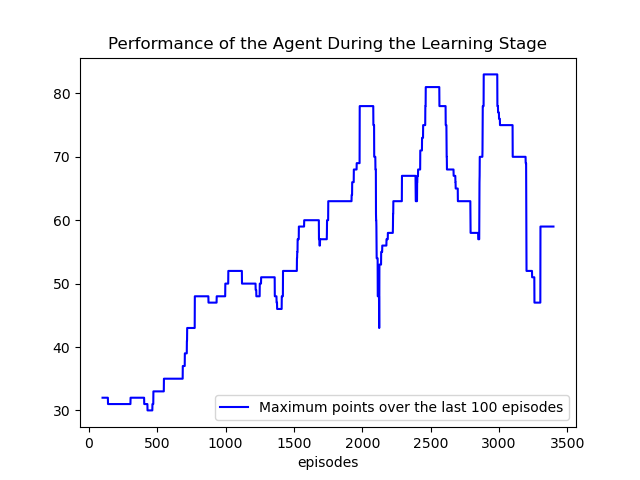 Performance of the Agent During the Learning Stage
80
70
60
50
40
30
Maximum points over the last 100 episodes
0 500 1000 1500 2000 2500 3000 3500
episodes